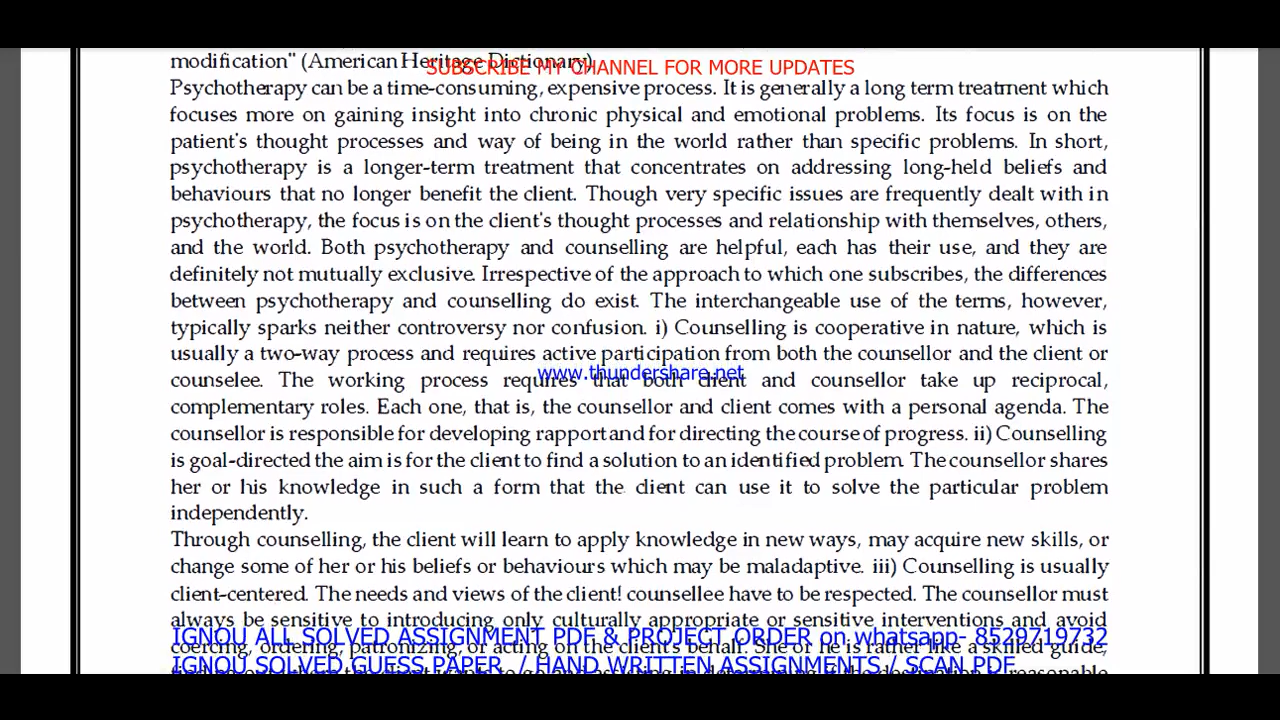 modification" (American Heritage Dictionary)
SUBSCRIBE MY CHANNEL FOR MORE UPDATES
Psychotherapy can be a time-consuming, expensive process. It is generally a long term treatment which
focuses more on gaining insight into chronic physical and emotional problems. Its focus is on the
patient's thought processes and way of being in the world rather than specific problems. In short,
psychotherapy is a longer-term treatment that concentrates on addressing long-held beliefs and
behaviours that no longer benefit the client. Though very specific issues are frequently dealt with in
psychotherapy, the focus is on the client's thought processes and relationship with themselves, others,
and the world. Both psychotherapy and counselling are helpful, each has their use, and they are
definitely not mutually exclusive. Irrespective of the approach to which one subscribes, the differences
between psychotherapy and counselling do exist. The interchangeable use of the terms, however,
typically sparks neither controversy nor confusion. i) Counselling is cooperative in nature, which is
usually a two-way process and requires active participation from both the counsellor and the client or
www.thundershare.net
counselee. The working process requires that both client and counsellor take up reciprocal,
complementary roles. Each one, that is, the counsellor and client comes with a personal agenda. The
counsellor is responsible for developing rapport and for directing the course of progress. ii) Counselling
is goal-directed the aim is for the client to find a solution to an identified problem. The counsellor shares
her or his knowledge in such a form that the client can use it to solve the particular problem
independently.
Through counselling, the client will learn to apply knowledge in new ways, may acquire new skills, or
change some of her or his beliefs or behaviours which may be maladaptive. iii) Counselling is usually
client-centered. The needs and views of the client! counsellee have to be respected. The counsellor must
always be sensitive to introducing only culturally appropriate or sensitive interventions and avoid
IGNOU ALL SOLVED ASSIGNMENT PDF & PROJECT ORDER on whatsapp- 8529719732
coercing, ordering, patronizing, or acting on the client's behalf. She or he is rather like a skilled guide,
IGNOU SOLVED GUESS PAPER / HAND WRITTEN ASSIGNMENTS / SCAN PDF